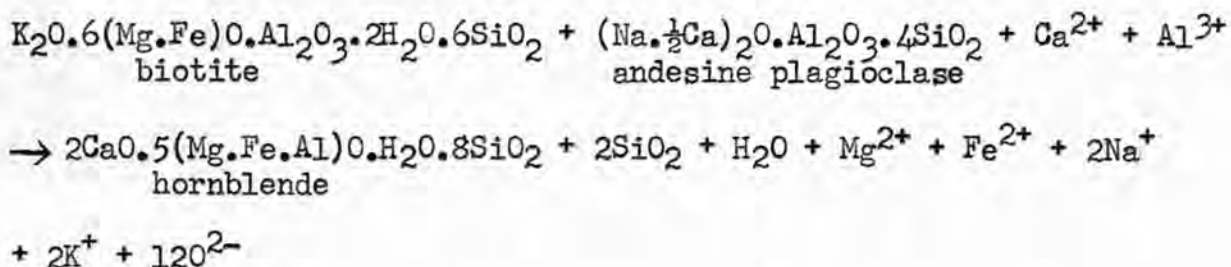 K₂O.6(Mg.Fe)O.Al₂O₃.2H₂O.6SiO₂ + (Na.½Ca)₂O.Al₂O₃.4SiO₂ + Ca²⁺ + Al³⁺
biotite andesine plagioclase
→ 2CaO.5(Mg.Fe.Al)O.H₂O.8SiO₂ + 2SiO₂ + H₂O + Mg²⁺ + Fe²⁺ + 2Na⁺
hornblende
+ 2K⁺ + 12O²⁻